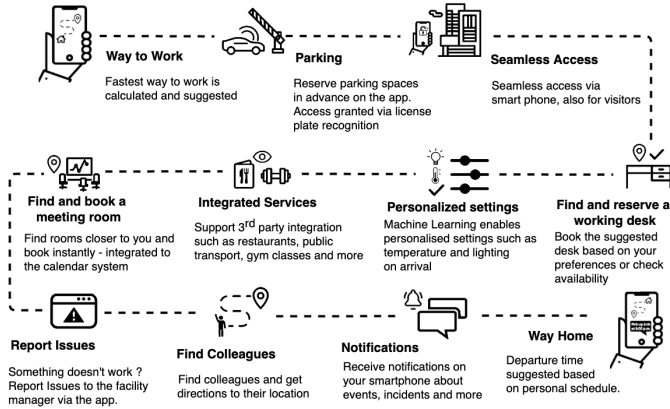 Way to Work
Fastest way to work is
calculated and suggested
Parking
Reserve parking spaces
in advance on the app.
Access granted via license
plate recognition
Seamless Access
Seamless access via
smart phone, also for visitors
Find and book a
meeting room
Find rooms closer to you and
book instantly - integrated to
the calendar system
Integrated Services
Support 3rd party integration
such as restaurants, public
transport, gym classes and more
Personalized settings
Machine Learning enables
personalised settings such as
temperature and lighting
on arrival
Find and reserve a
working desk
Book the suggested
desk based on your
preferences or check
availability
Report Issues
Something doesn't work ?
Report Issues to the facility
manager via the app.
Find Colleagues
Find colleagues and get
directions to their location
Notifications
Receive notifications on
your smartphone about
events, incidents and more
Way Home
Departure time
suggested based
on personal schedule.